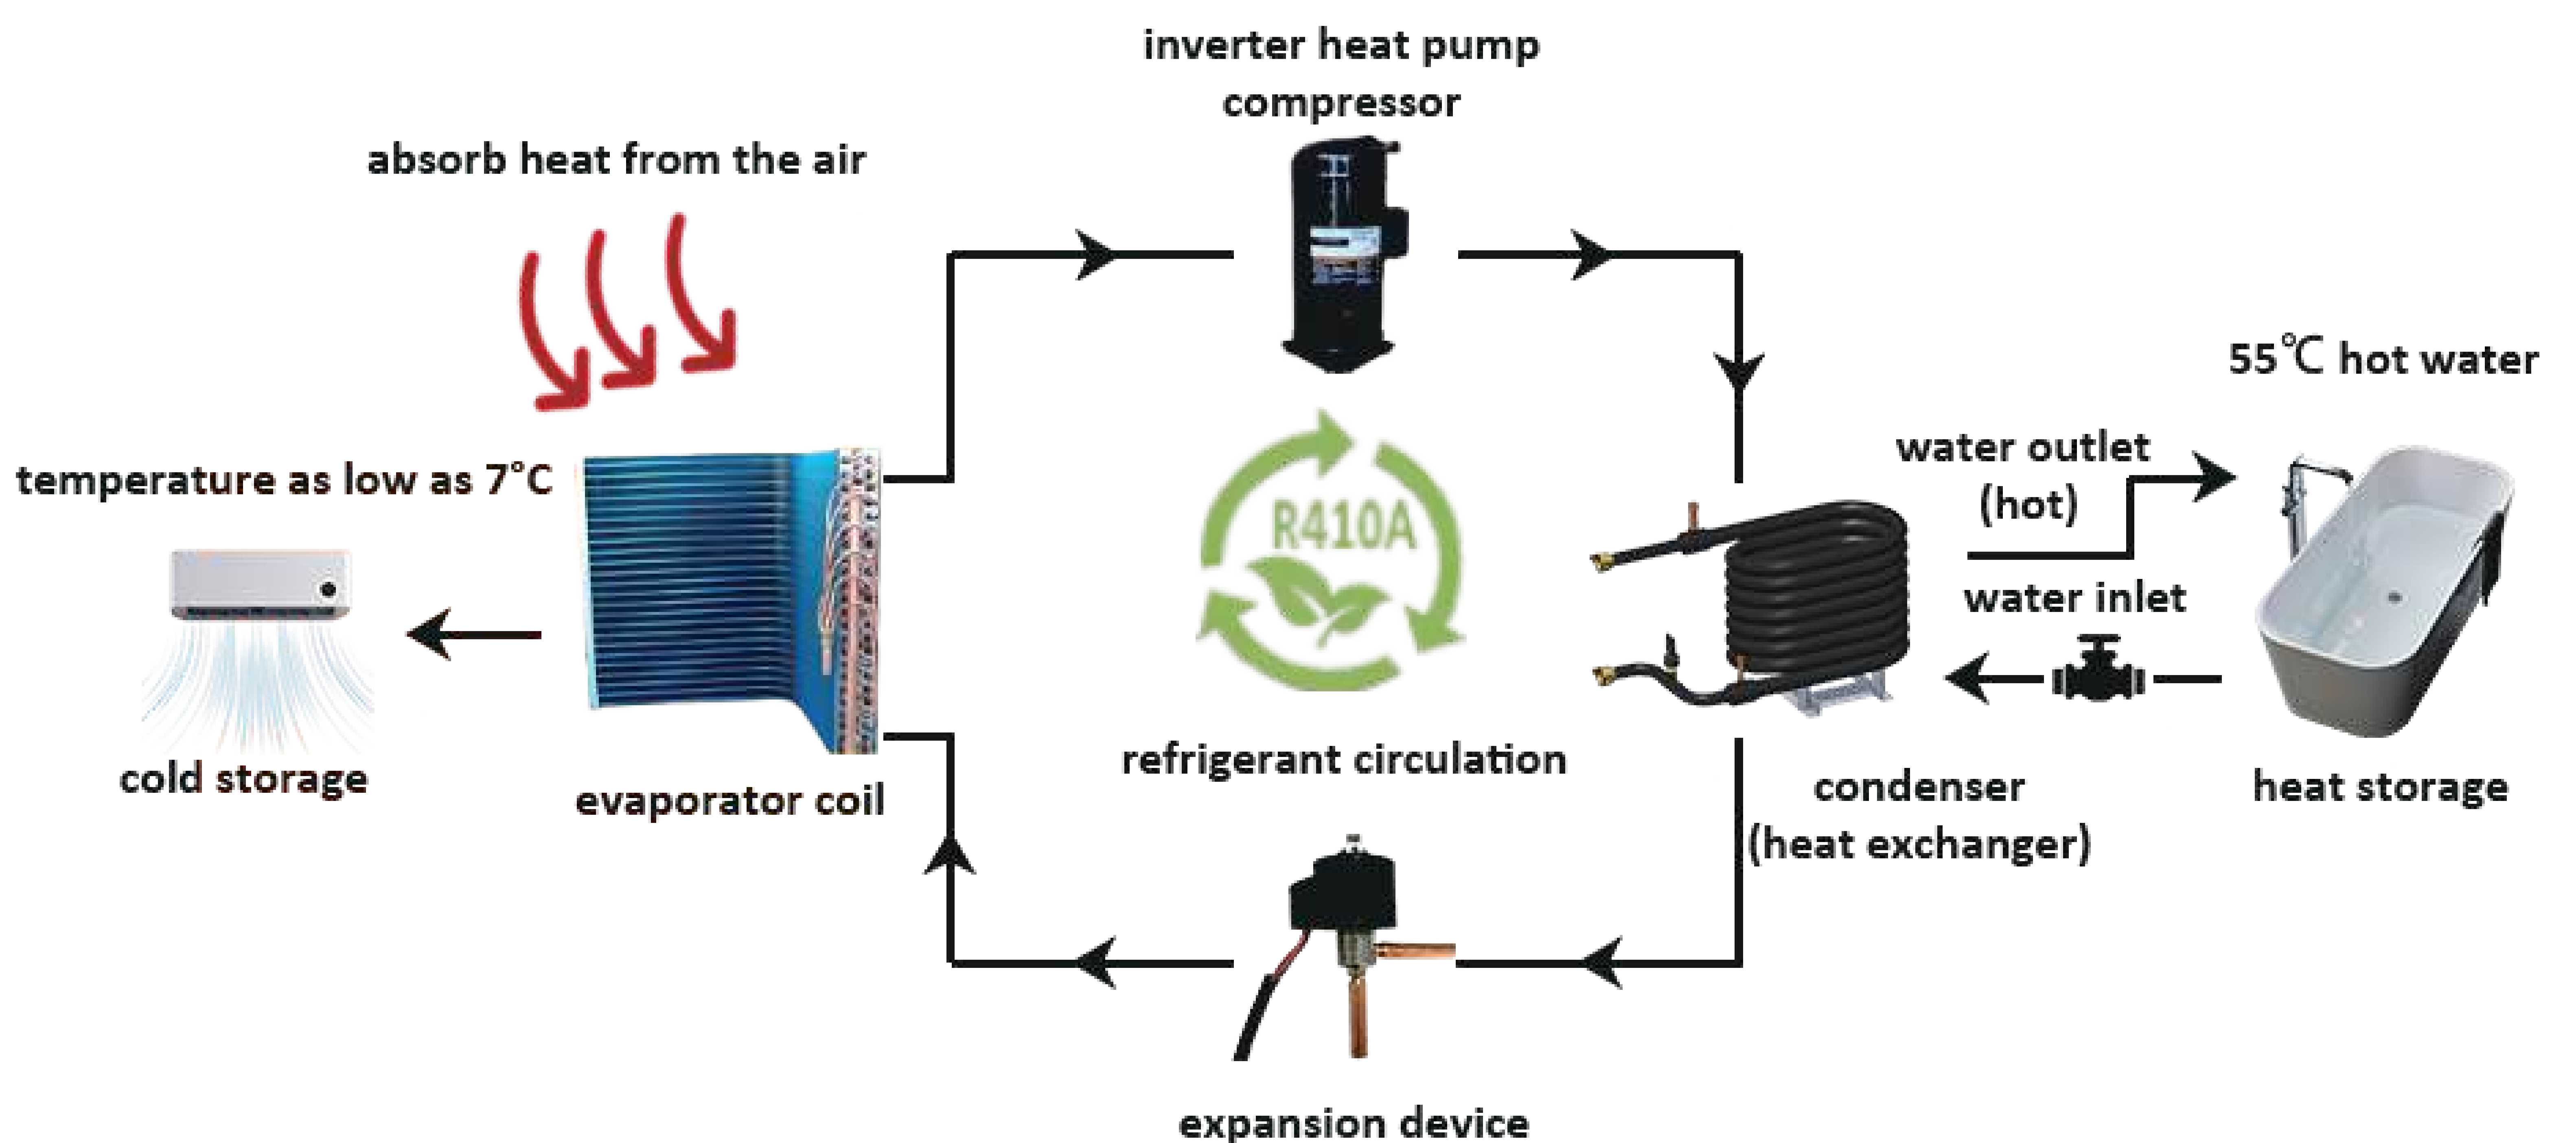 inverter heat pump
compressor
absorb heat from the air
55℃ hot water
water outlet
(hot)
temperature as low as 7°C
R410A
water inlet
refrigerant circulation
cold storage
evaporator coil
condenser
(heat exchanger)
heat storage
expansion device